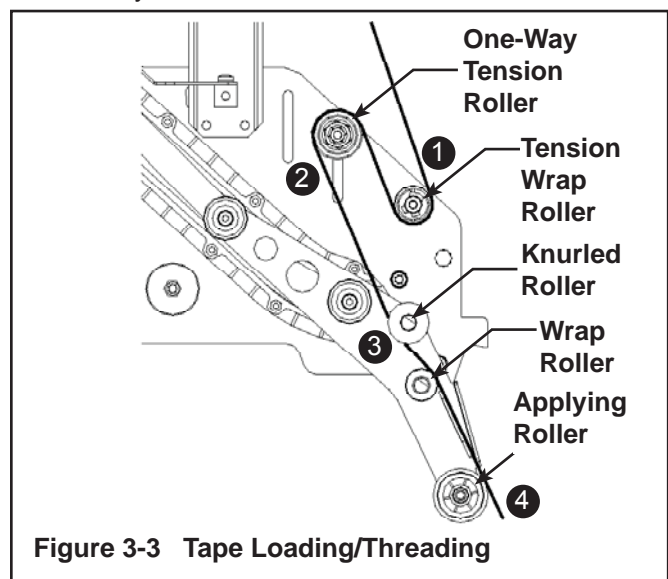 One-Way
Tension
Roller
1
2
Tension
Wrap
Roller
Knurled
Roller
3
Wrap
Roller
Applying
Roller
4
Figure 3-3 Tape Loading/Threading